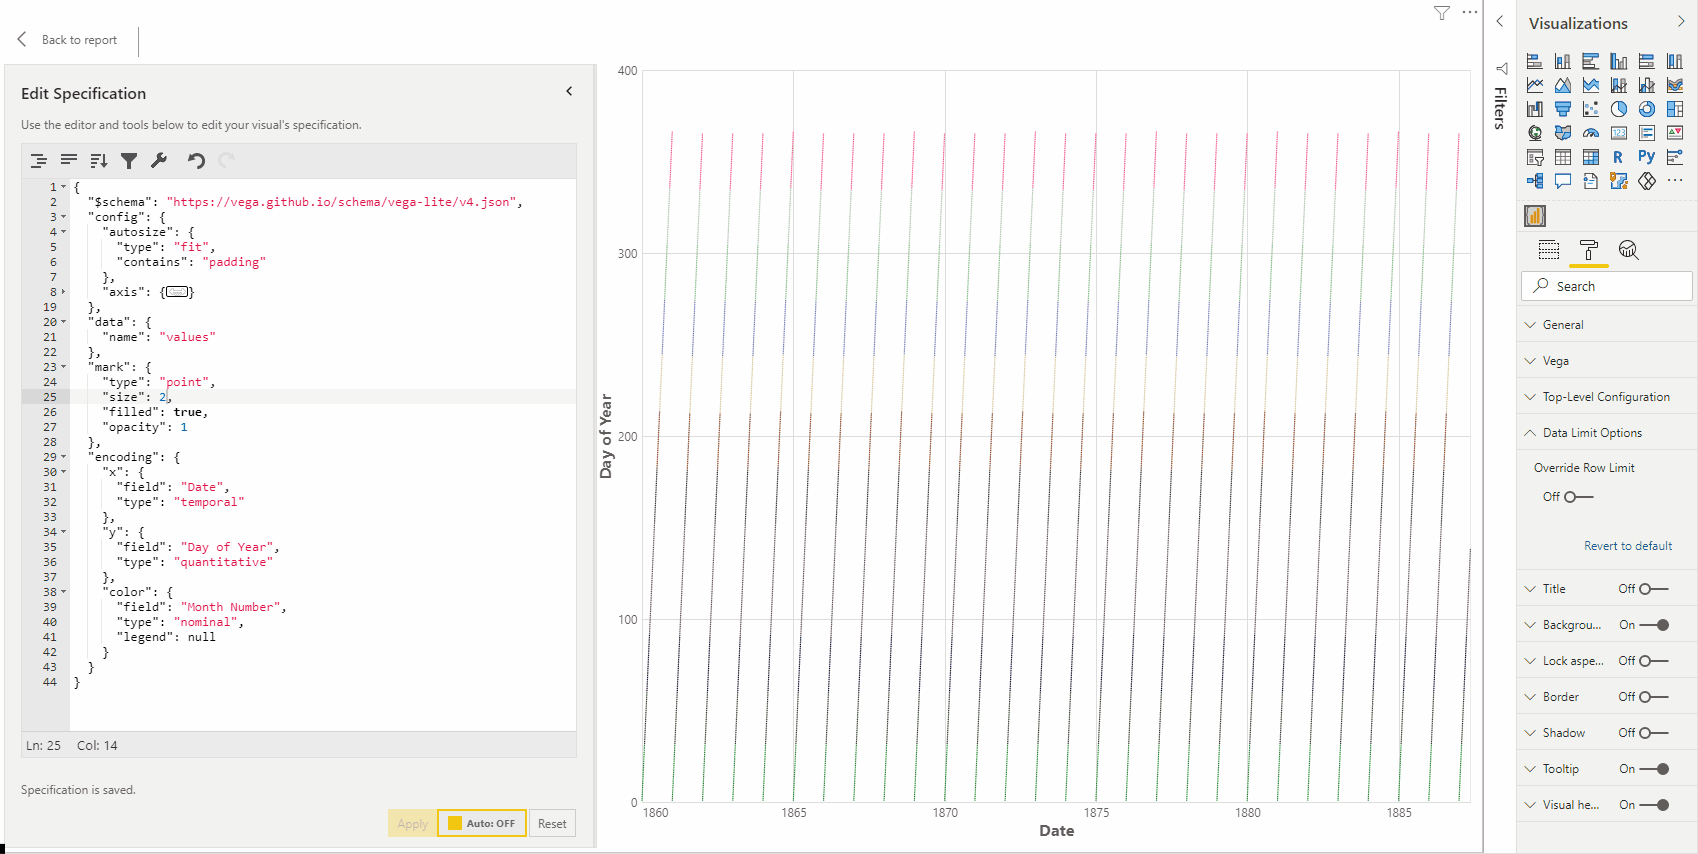 Back to report
Edit Specification
Use the editor and tools below to edit your visual's specification.
1 {
2 "$schema": "https://vega.github.io/schema/vega-lite/v4.json",
3 "config": {
4 "autosize": {
5 "type": "fit",
6 "contains": "padding"
7 },
8 "axis": {}
19 },
20 "data": {
21 "name": "values"
22 },
23 "mark": {
24 "type": "point",
25 "size": 2,
26 "filled": true,
27 "opacity": 1
28 },
29 "encoding": {
30 "x": {
31 "field": "Date",
32 "type": "temporal"
33 },
34 "y": {
35 "field": "Day of Year",
36 "type": "quantitative"
37 },
38 "color": {
39 "field": "Month Number",
40 "type": "nominal",
41 "legend": null
42 }
43 }
44 }
Ln: 25 Col: 14
Specification is saved.
Apply
Auto: OFF
Reset
400
300
200
100
0
Day of Year
1860 1865 1870 1875 1880 1885
Date
Filters
Visualizations
123
R Py
Search
General
Vega
Top-Level Configuration
Data Limit Options
Override Row Limit
Off
Revert to default
Title Off
Backgrou... On
Lock aspe... Off
Border Off
Shadow Off
Tooltip On
Visual he... On